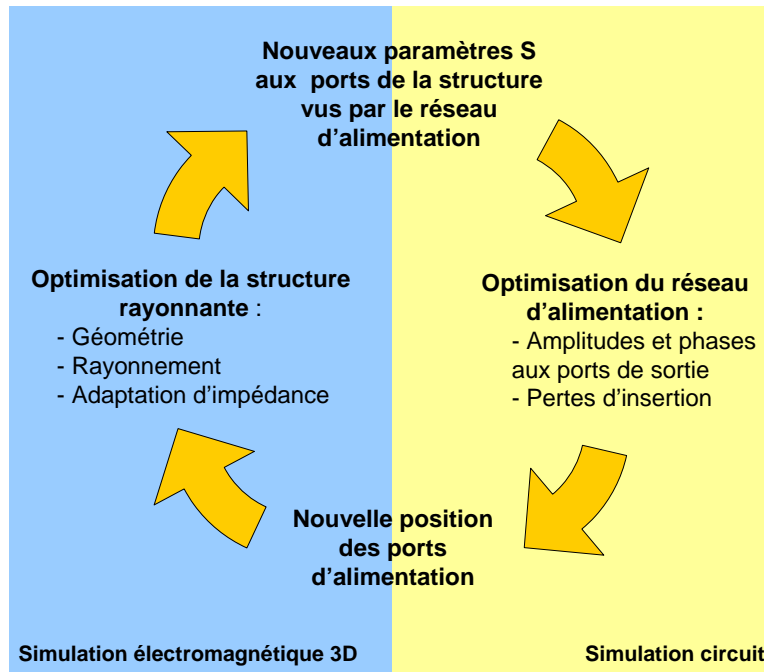 Nouveaux paramètres S
aux ports de la structure
vus par le réseau
d'alimentation
Optimisation de la structure
rayonnante :
- Géométrie
- Rayonnement
- Adaptation d'impédance
Optimisation du réseau
d'alimentation :
- Amplitudes et phases
aux ports de sortie
- Pertes d'insertion
Nouvelle position
des ports
d'alimentation
Simulation électromagnétique 3D
Simulation circuit